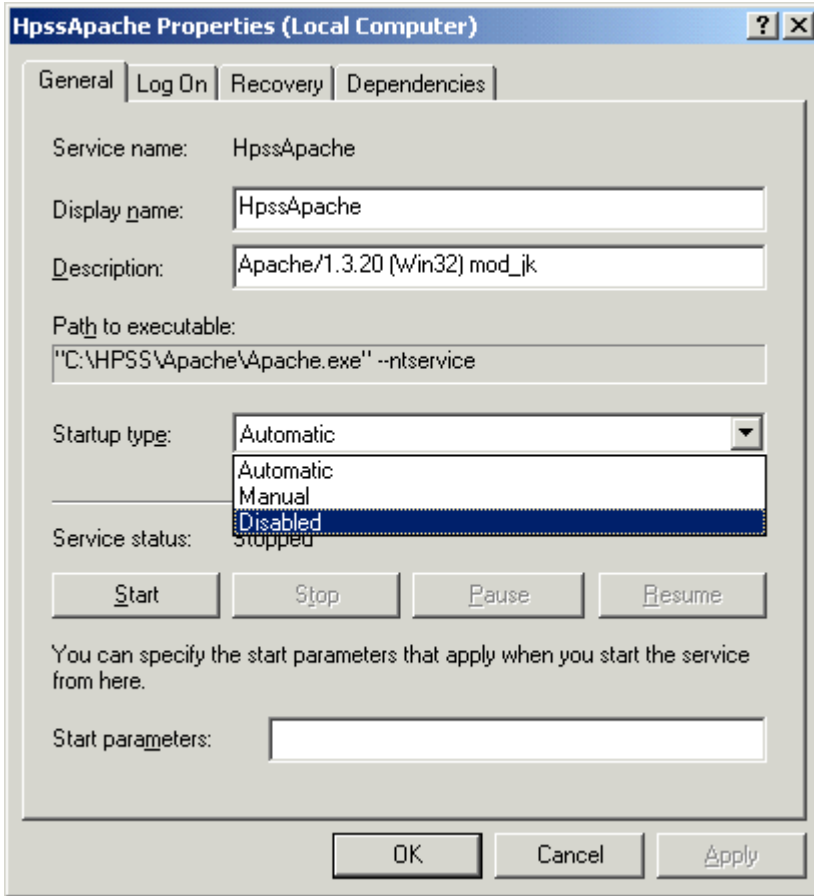 HpssApache Properties (Local Computer)
General Log On Recovery Dependencies
Service name: HpssApache
Display name: HpssApache
Description: Apache/1.3.20 (Win32) mod_jk
Path to executable:
"C:\HPSS\Apache\Apache.exe" --ntservice
Startup type: Automatic
Automatic
Manual
Disabled
Service status: Stopped
Start Stop Pause Resume
You can specify the start parameters that apply when you start the service
from here.
Start parameters:
OK Cancel Apply